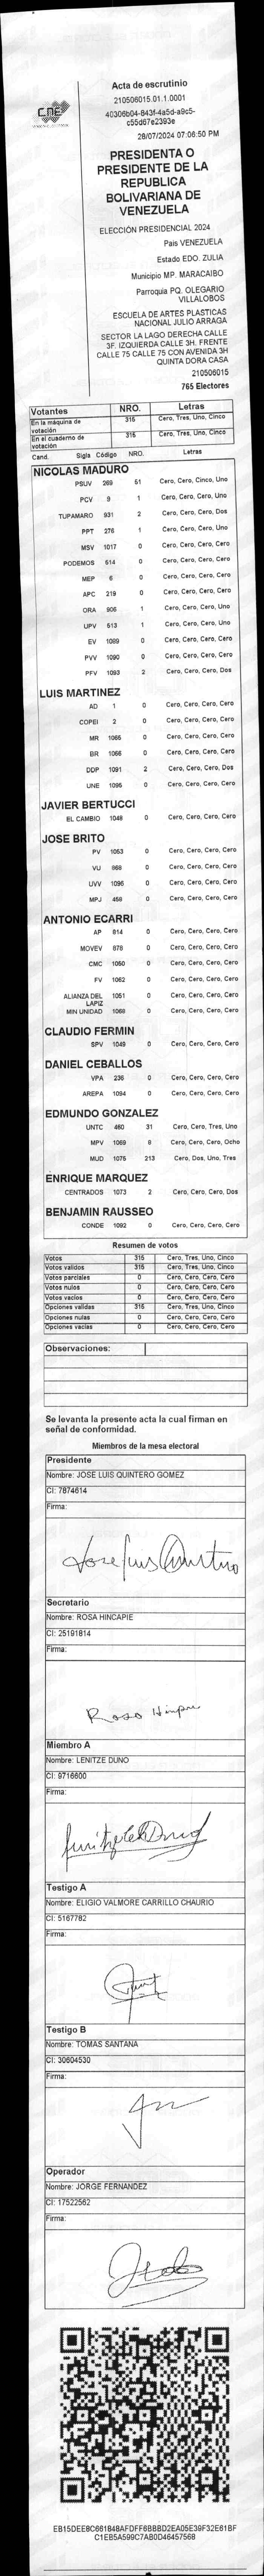 CNE
Acta de escrutinio
210506015.01.1.0001
40306b04-843f-4a5d-a9c5-
c55d67e2393e
28/07/2024 07:06:50 PM
PRESIDENTA O
PRESIDENTE DE LA
REPUBLICA
BOLIVARIANA DE
VENEZUELA
ELECCIÓN PRESIDENCIAL 2024
Pais VENEZUELA
Estado EDO. ZULIA
Municipio MP. MARACAIBO
Parroquia PQ. OLEGARIO
VILLALOBOS
ESCUELA DE ARTES PLASTICAS
NACIONAL JULIO ARRAGA
SECTOR LA LAGO DERECHA CALLE
3F. IZQUIERDA CALLE 3H. FRENTE
CALLE 75 CALLE 75 CON AVENIDA 3H
QUINTA DORA CASA
210506015
765 Electores
Votantes NRO. Letras
En la máquina de votación 315 Cero, Tres, Uno, Cinco
En el cuaderno de votación 315 Cero, Tres, Uno, Cinco
Cand. Sigla Código NRO. Letras
NICOLAS MADURO
PSUV 269 51 Cero, Cero, Cinco, Uno
PCV 9 1 Cero, Cero, Cero, Uno
TUPAMARO 931 2 Cero, Cero, Cero, Dos
PPT 276 1 Cero, Cero, Cero, Uno
MSV 1017 0 Cero, Cero, Cero, Cero
PODEMOS 514 0 Cero, Cero, Cero, Cero
MEP 6 0 Cero, Cero, Cero, Cero
APC 219 0 Cero, Cero, Cero, Cero
ORA 906 1 Cero, Cero, Cero, Uno
UPV 513 1 Cero, Cero, Cero, Uno
EV 1089 0 Cero, Cero, Cero, Cero
PVV 1090 0 Cero, Cero, Cero, Cero
PFV 1093 2 Cero, Cero, Cero, Dos
LUIS MARTINEZ
AD 1 0 Cero, Cero, Cero, Cero
COPEI 2 0 Cero, Cero, Cero, Cero
MR 1065 0 Cero, Cero, Cero, Cero
BR 1066 0 Cero, Cero, Cero, Cero
DDP 1091 2 Cero, Cero, Cero, Dos
UNE 1095 0 Cero, Cero, Cero, Cero
JAVIER BERTUCCI
EL CAMBIO 1048 0 Cero, Cero, Cero, Cero
JOSE BRITO
PV 1053 0 Cero, Cero, Cero, Cero
VU 868 0 Cero, Cero, Cero, Cero
UVV 1096 0 Cero, Cero, Cero, Cero
MPJ 458 0 Cero, Cero, Cero, Cero
ANTONIO ECARRI
AP 814 0 Cero, Cero, Cero, Cero
MOVEV 878 0 Cero, Cero, Cero, Cero
CMC 1050 0 Cero, Cero, Cero, Cero
FV 1062 0 Cero, Cero, Cero, Cero
ALIANZA DEL LAPIZ 1051 0 Cero, Cero, Cero, Cero
MIN UNIDAD 1068 0 Cero, Cero, Cero, Cero
CLAUDIO FERMIN
SPV 1049 0 Cero, Cero, Cero, Cero
DANIEL CEBALLOS
VPA 236 0 Cero, Cero, Cero, Cero
AREPA 1094 0 Cero, Cero, Cero, Cero
EDMUNDO GONZALEZ
UNTC 460 31 Cero, Cero, Tres, Uno
MPV 1069 8 Cero, Cero, Cero, Ocho
MUD 1075 213 Cero, Dos, Uno, Tres
ENRIQUE MARQUEZ
CENTRADOS 1073 2 Cero, Cero, Cero, Dos
BENJAMIN RAUSSEO
CONDE 1092 0 Cero, Cero, Cero, Cero
Resumen de votos
Votos 315 Cero, Tres, Uno, Cinco
Votos válidos 315 Cero, Tres, Uno, Cinco
Votos parciales 0 Cero, Cero, Cero, Cero
Votos nulos 0 Cero, Cero, Cero, Cero
Votos vacíos 0 Cero, Cero, Cero, Cero
Opciones válidas 315 Cero, Tres, Uno, Cinco
Opciones nulas 0 Cero, Cero, Cero, Cero
Opciones vacías 0 Cero, Cero, Cero, Cero
Observaciones:
Se levanta la presente acta la cual firman en
señal de conformidad.
Miembros de la mesa electoral
Presidente
Nombre: JOSE LUIS QUINTERO GOMEZ
CI: 7874614
Firma:
Jose Luis Quintero
Secretario
Nombre: ROSA HINCAPIE
CI: 25191814
Firma:
Rosa
Miembro A
Nombre: LENITZE DUNO
CI: 9716600
Firma:
Testigo A
Nombre: ELIGIO VALMORE CARRILLO CHAURIO
CI: 5167782
Firma:
Testigo B
Nombre: TOMAS SANTANA
CI: 30604530
Firma:
Operador
Nombre: JORGE FERNANDEZ
CI: 17522562
Firma:
EB15DEE8C661848AFDFF6BBBD2EA05E39F32E61BF
C1EB5A599C7AB0D46457568